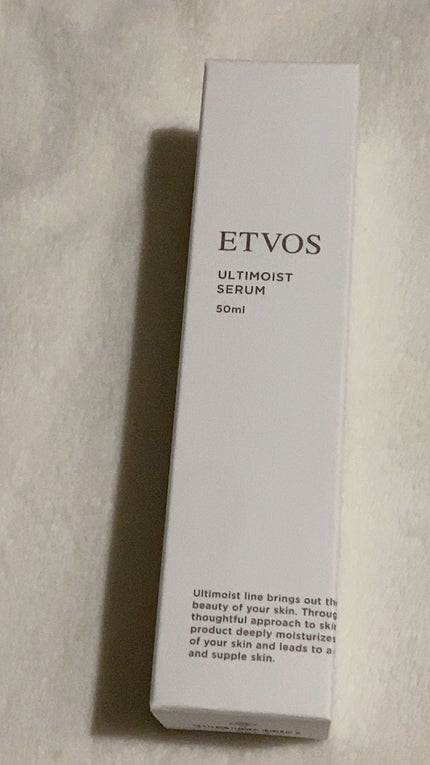 ETVOS
ULTIMOIST
SERUM
50ml
Ultimoist line brings out
beauty of your skin.
thoughtful approach to
product deeply moisturizes
of your skin and leads to a
and supple skin.